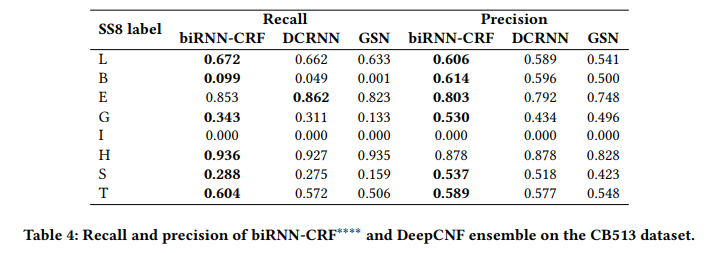 SS8 label Recall Precision
biRNN-CRF DCRNN GSN biRNN-CRF DCRNN GSN
L 0.672 0.662 0.633 0.606 0.589 0.541
B 0.099 0.049 0.001 0.614 0.596 0.500
E 0.853 0.862 0.823 0.803 0.792 0.748
G 0.343 0.311 0.133 0.530 0.434 0.496
I 0.000 0.000 0.000 0.000 0.000 0.000
H 0.936 0.927 0.935 0.878 0.878 0.828
S 0.288 0.275 0.159 0.537 0.518 0.423
T 0.604 0.572 0.506 0.589 0.577 0.548
Table 4: Recall and precision of biRNN-CRF**** and DeepCNF ensemble on the CB513 dataset.